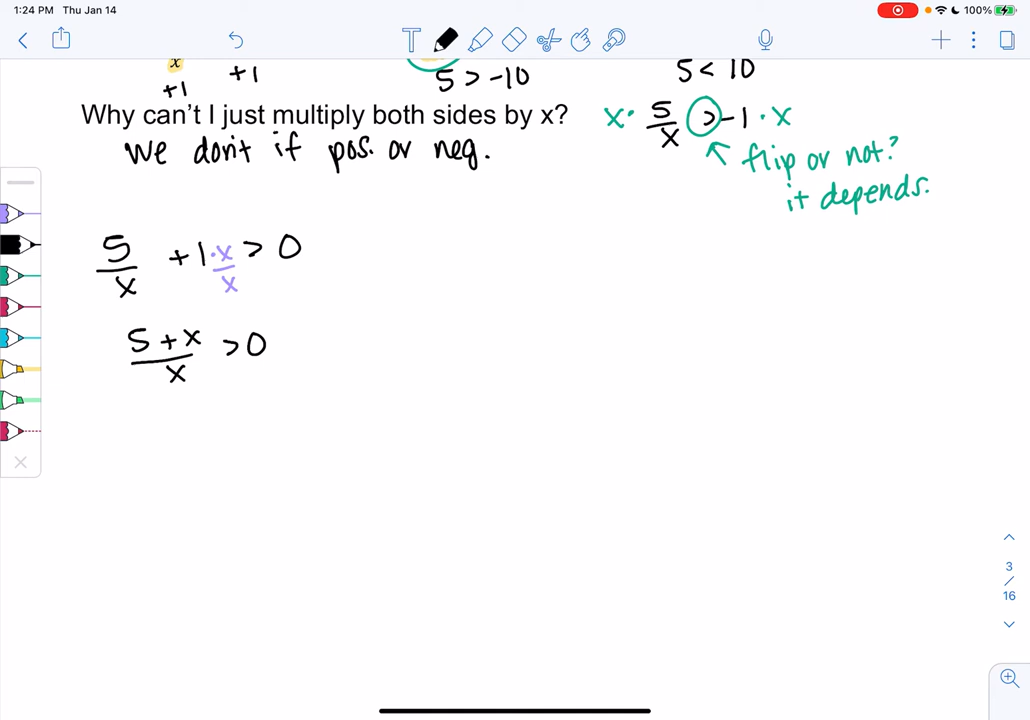 1:24 PM Thu Jan 14
100%
T
x
+1
+1
5 > -10
5 < 10
Why can't I just multiply both sides by x?
x · 5/x > -1 · x
We don't if pos. or neg.
flip or not?
it depends.
5/x + 1 · x/x > 0
5 + x/x > 0
3
/
16